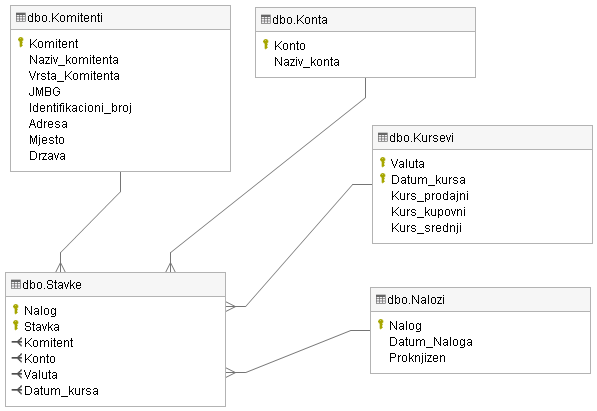 dbo.Komitenti
Komitent
Naziv_komitenta
Vrsta_Komitenta
JMBG
Identifikacioni_broj
Adresa
Mjesto
Drzava
dbo.Konta
Konto
Naziv_konta
dbo.Kursevi
Valuta
Datum_kursa
Kurs_prodajni
Kurs_kupovni
Kurs_srednji
dbo.Stavke
Nalog
Stavka
Komitent
Konto
Valuta
Datum_kursa
dbo.Nalozi
Nalog
Datum_Naloga
Proknjizen